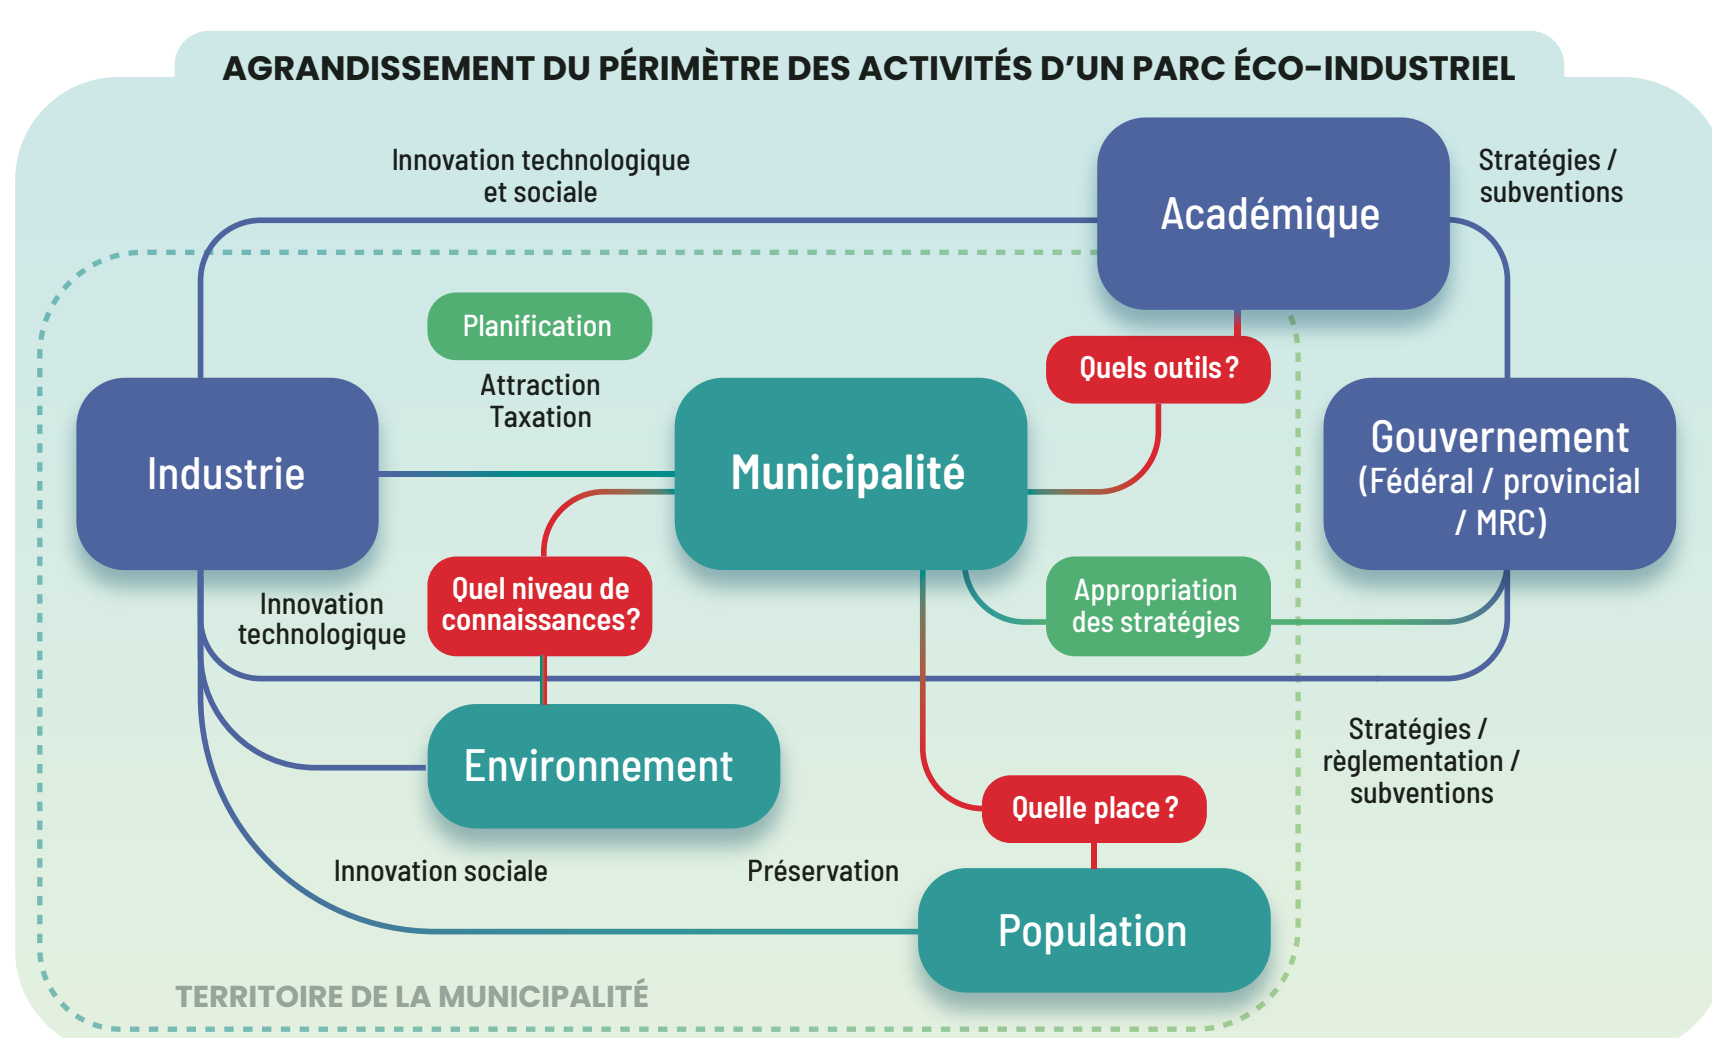 AGRANDISSEMENT DU PÉRIMÈTRE DES ACTIVITÉS D’UN PARC ÉCO-INDUSTRIEL
Innovation technologique
et sociale
Académique
Stratégies /
subventions
Planification
Attraction
Taxation
Quels outils ?
Industrie
Municipalité
Gouvernement
(Fédéral / provincial
/ MRC)
Innovation
technologique
Quel niveau de
connaissances?
Appropriation
des stratégies
Environnement
Stratégies /
règlementation /
subventions
Quelle place ?
Innovation sociale
Préservation
Population
TERRITOIRE DE LA MUNICIPALITÉ